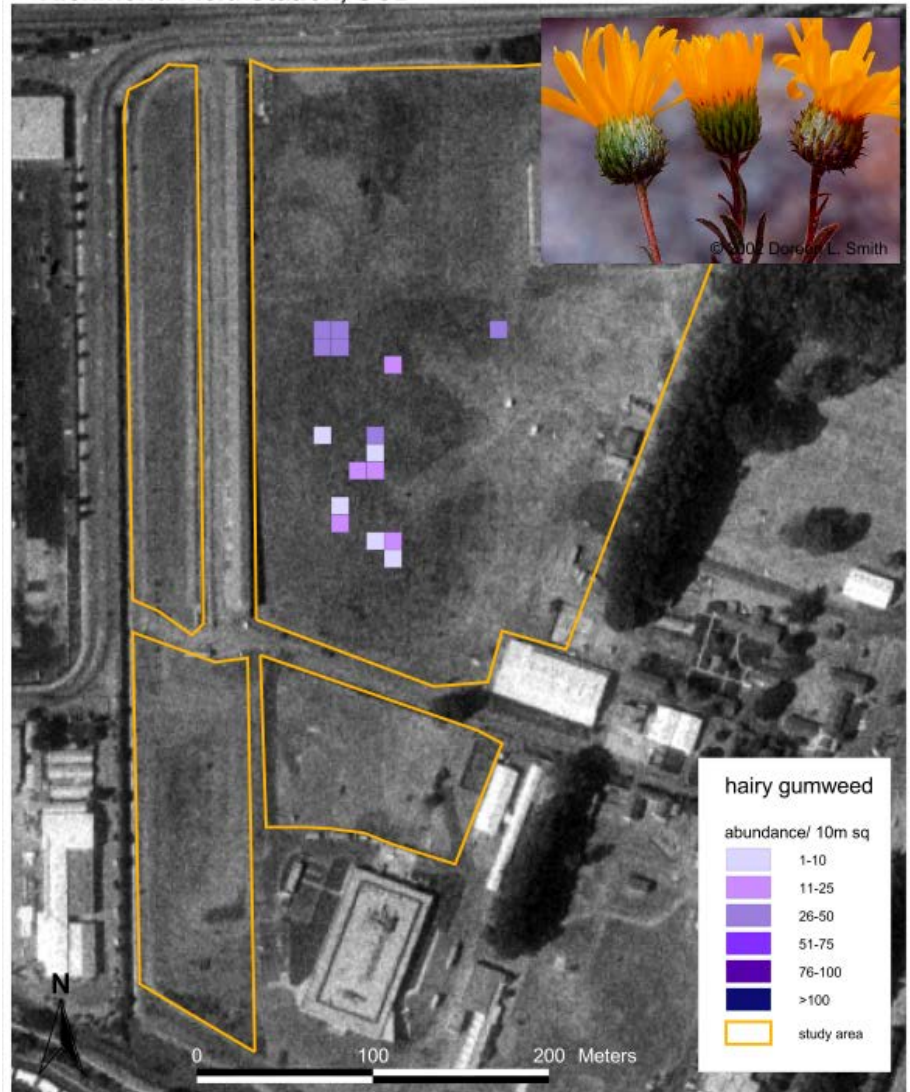 © 2002 Doreen L. Smith
hairy gumweed
abundance/ 10m sq
1-10
11-25
26-50
51-75
76-100
>100
study area
N
0 100 200 Meters